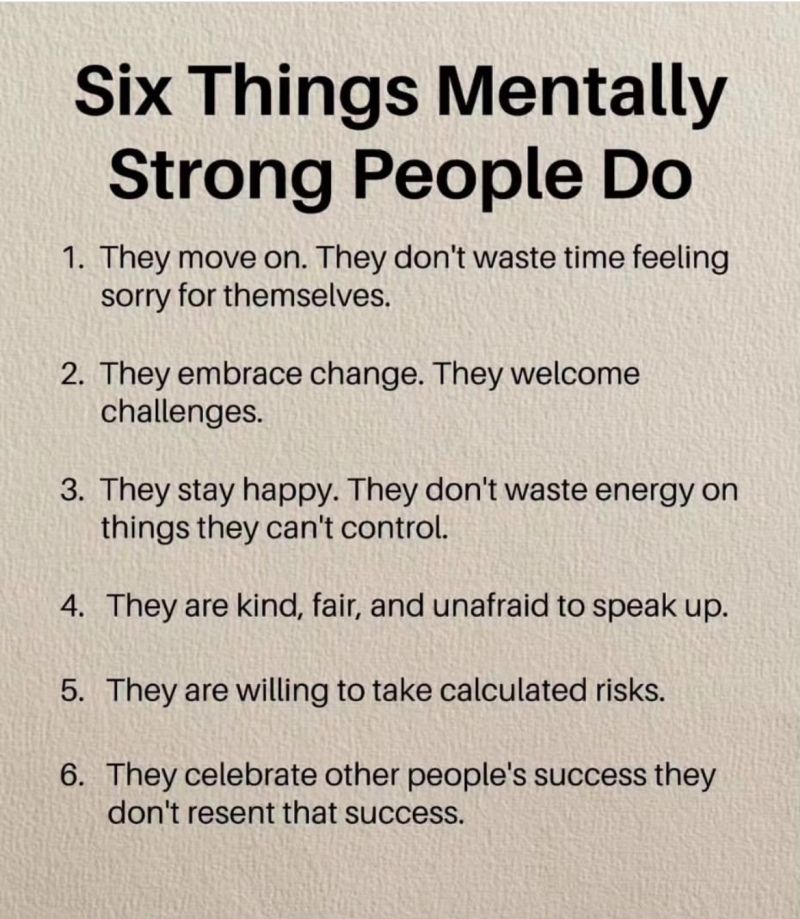 Six Things Mentally
Strong People Do
1. They move on. They don't waste time feeling
sorry for themselves.
2. They embrace change. They welcome
challenges.
3. They stay happy. They don't waste energy on
things they can't control.
4. They are kind, fair, and unafraid to speak up.
5. They are willing to take calculated risks.
6. They celebrate other people's success they
don't resent that success.